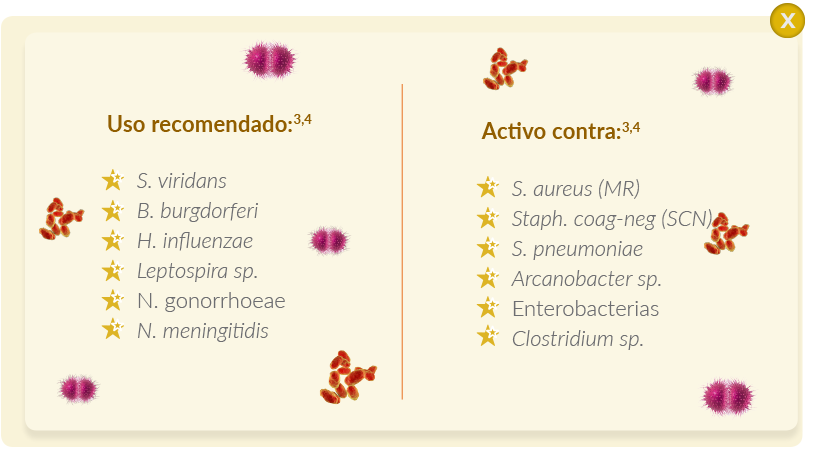 X
Uso recomendado:3,4
S. viridans
B. burgdorferi
H. influenzae
Leptospira sp.
N. gonorrhoeae
N. meningitidis
Activo contra:3,4
S. aureus (MR)
Staph. coag-neg (SCN)
S. pneumoniae
Arcanobacter sp.
Enterobacterias
Clostridium sp.